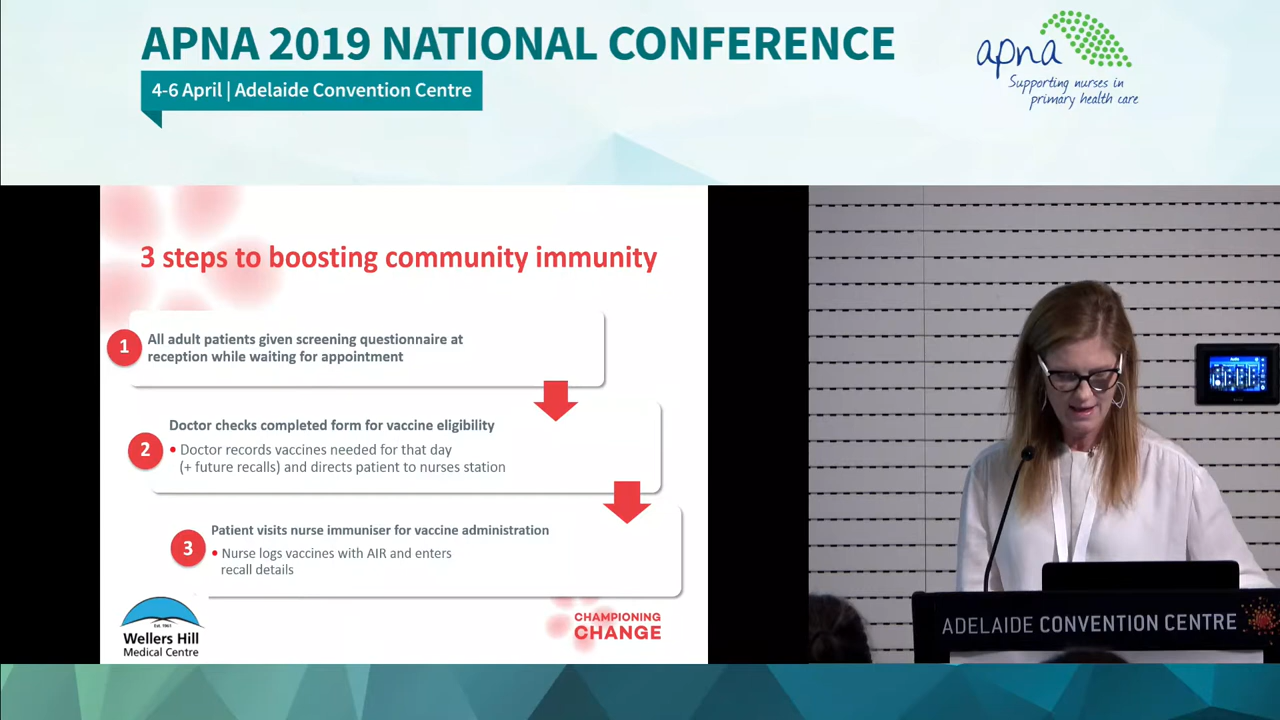 APNA 2019 NATIONAL CONFERENCE
4-6 April | Adelaide Convention Centre
apna
Supporting nurses in
primary health care
3 steps to boosting community immunity
1
All adult patients given screening questionnaire at
reception while waiting for appointment
2
Doctor checks completed form for vaccine eligibility
• Doctor records vaccines needed for that day
(+ future recalls) and directs patient to nurses station
3
Patient visits nurse immuniser for vaccine administration
• Nurse logs vaccines with AIR and enters
recall details
Est. 1961
Wellers Hill
Medical Centre
CHAMPIONING
CHANGE
ADELAIDE CONVENTION CENTRE